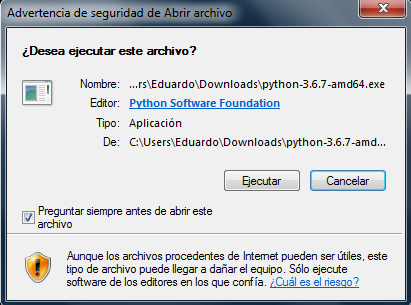 Advertencia de seguridad de Abrir archivo
¿Desea ejecutar este archivo?
Nombre: ...rs\Eduardo\Downloads\python-3.6.7-amd64.exe
Editor: Python Software Foundation
Tipo: Aplicación
De: C:\Users\Eduardo\Downloads\python-3.6.7-amd...
Ejecutar Cancelar
Preguntar siempre antes de abrir este
archivo
Aunque los archivos procedentes de Internet pueden ser útiles, este
tipo de archivo puede llegar a dañar el equipo. Sólo ejecute
software de los editores en los que confía. ¿Cuál es el riesgo?